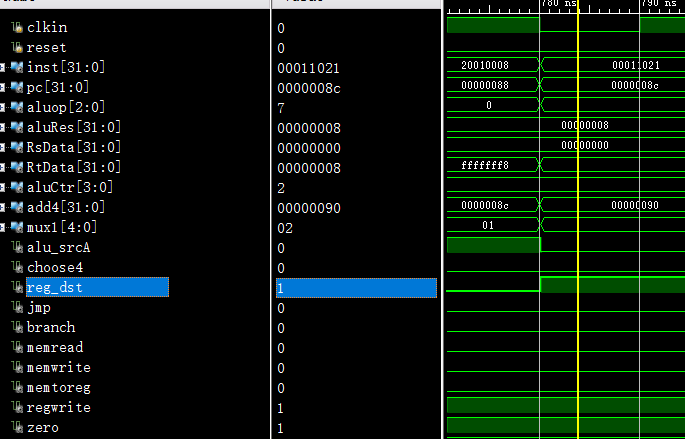 780 ns 790 ns
clkin 0
reset 0
inst[31:0] 00011021 20010008 00011021
pc[31:0] 0000008c 00000088 0000008c
aluop[2:0] 7 0
aluRes[31:0] 00000008 00000008
RsData[31:0] 00000000 00000000
RtData[31:0] 00000008 fffffff8
aluCtr[3:0] 2
add4[31:0] 00000090 0000008c 00000090
mux1[4:0] 02 01
alu_srcA 0
choose4 0
reg_dst 1
jmp 0
branch 0
memread 0
memwrite 0
memtoreg 0
regwrite 1
zero 1